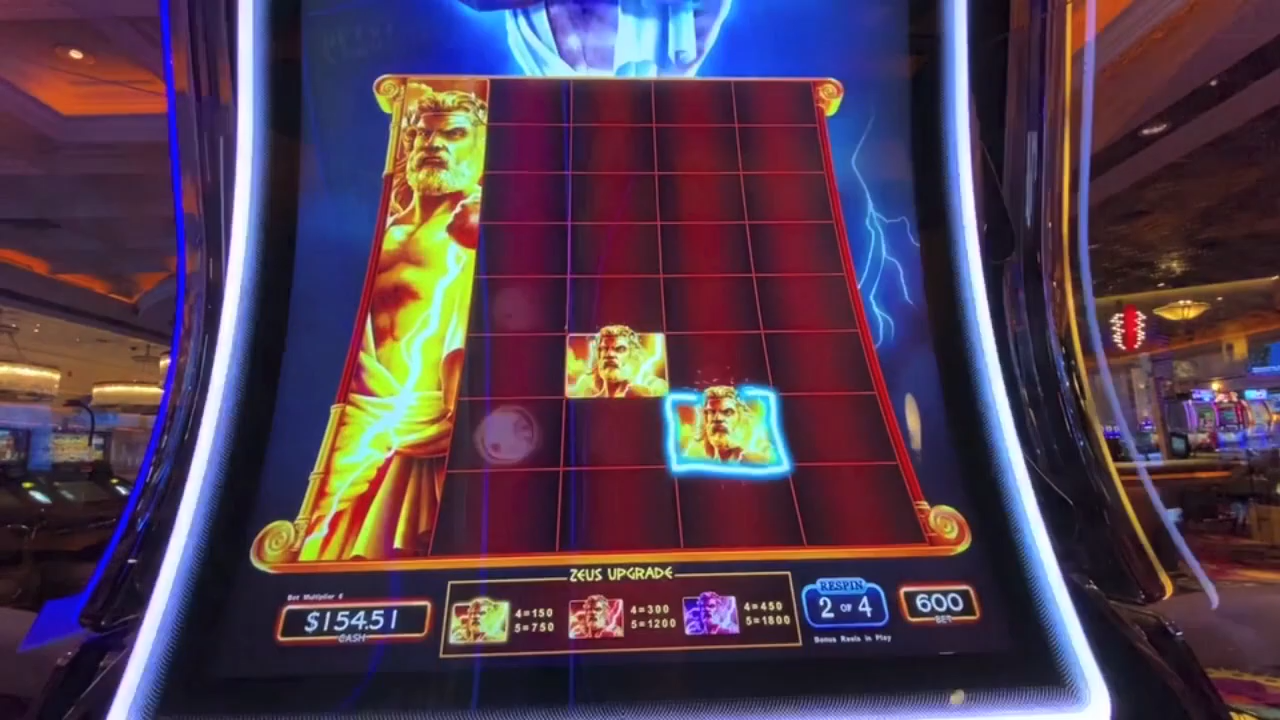 ZEUS UPGRADE
Bet Multiplier 6
$154.51
CASH
4=150
5=750
4=300
5=1200
4=450
5=1800
RESPIN
2 OF 4
Bonus Reels in Play
600
BET